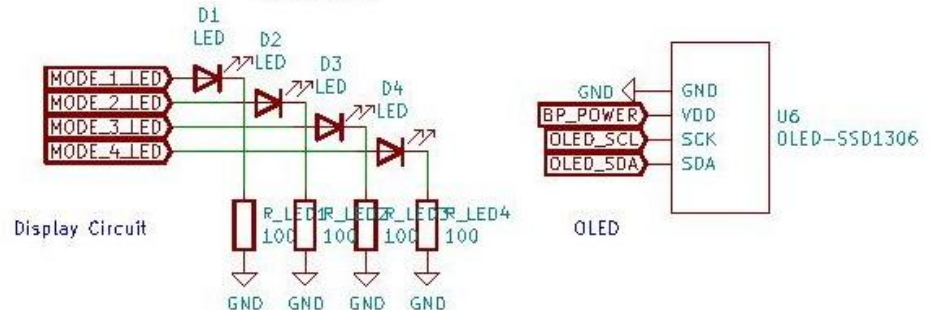 D1
LED
D2
LED
D3
LED
D4
LED
MODE_1_LED
MODE_2_LED
MODE_3_LED
MODE_4_LED
R_LED1
100
R_LED2
100
R_LED3
100
R_LED4
100
GND
GND
GND
GND
Display Circuit
GND
BP_POWER
OLED_SCL
OLED_SDA
GND
VDD
SCK
SDA
U6
OLED-SSD1306
OLED